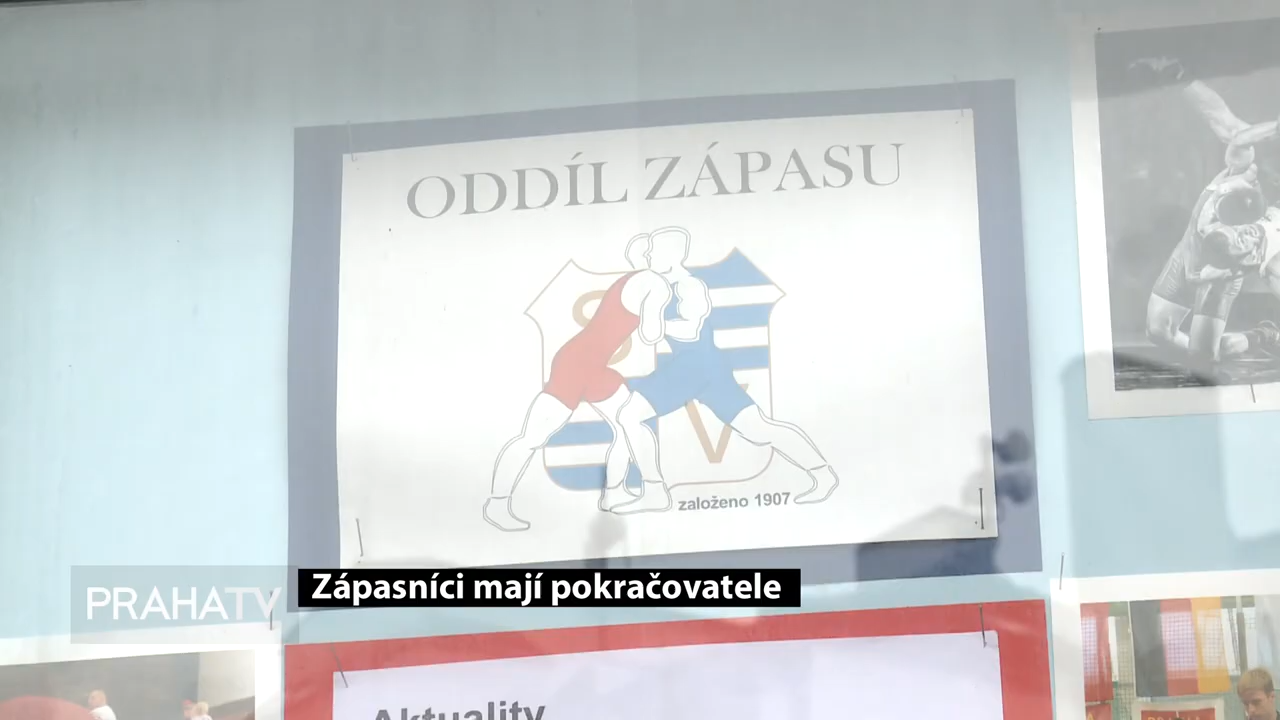 ODDÍL ZÁPASU
S
V
založeno 1907
PRAHATV
Zápasníci mají pokračovatele
Aktuality